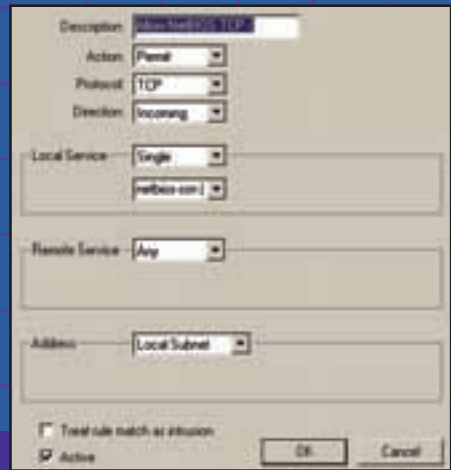 Description: Allow NetBIOS TCP
Action: Permit
Protocol: TCP
Direction: Incoming
Local Service Single
netbios-ssn
Remote Service Any
Address Local Subnet
Treat rule match as intrusion
Active
OK Cancel